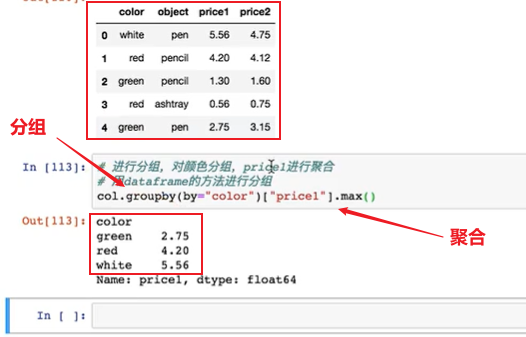 color object price1 price2
0 white pen 5.56 4.75
1 red pencil 4.20 4.12
2 green pencil 1.30 1.60
3 red ashtray 0.56 0.75
4 green pen 2.75 3.15
分组
In [113]: # 进行分组，对颜色分组，price1进行聚合
# 用dataframe的方法进行分组
col.groupby(by="color")["price1"].max()
聚合
Out[113]: color
green 2.75
red 4.20
white 5.56
Name: price1, dtype: float64
In [ ]: